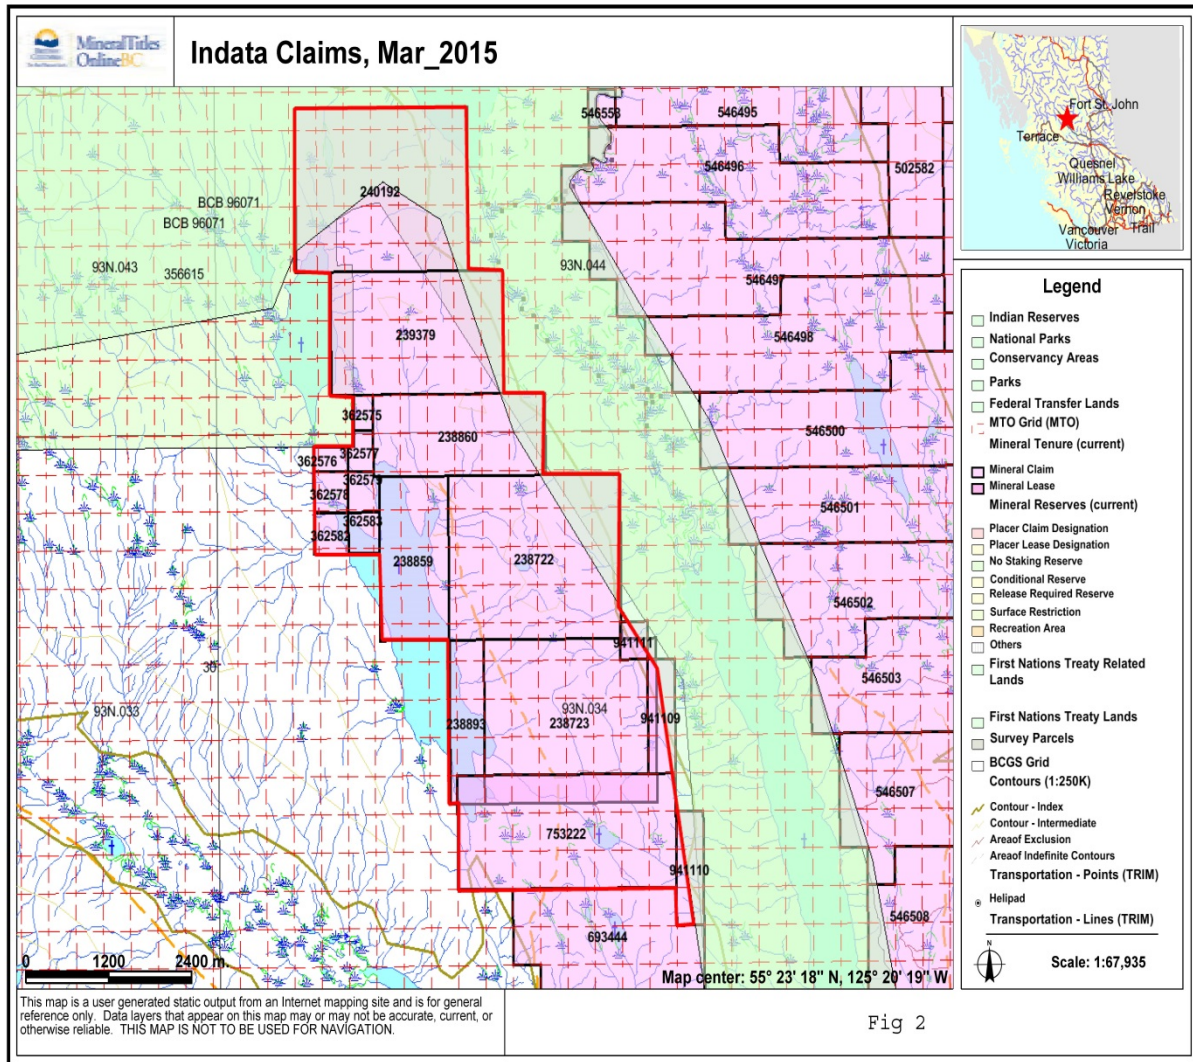 MineralTitles
OnlineBC
Indata Claims, Mar_2015
Fort St. John
Terrace
Quesnel
Williams Lake
Revelstoke
Vernon
Vancouver
Trail
Victoria
546553
546495
546496
502582
240192
BCB 96071
BCB 96071
93N.043
356615
93N.044
546497
239379
546498
362575
238860
546500
362576
362577
362579
362578
546501
362583
362582
238859
238722
546502
941111
30
546503
93N.033
93N.034
238893
238723
941109
546507
753222
941110
546508
693444
0 1200 2400 m.
Map center: 55° 23' 18" N, 125° 20' 19" W
Legend
Indian Reserves
National Parks
Conservancy Areas
Parks
Federal Transfer Lands
MTO Grid (MTO)
Mineral Tenure (current)
Mineral Claim
Mineral Lease
Mineral Reserves (current)
Placer Claim Designation
Placer Lease Designation
No Staking Reserve
Conditional Reserve
Release Required Reserve
Surface Restriction
Recreation Area
Others
First Nations Treaty Related
Lands
First Nations Treaty Lands
Survey Parcels
BCGS Grid
Contours (1:250K)
Contour - Index
Contour - Intermediate
Areaof Exclusion
Areaof Indefinite Contours
Transportation - Points (TRIM)
Helipad
Transportation - Lines (TRIM)
N
Scale: 1:67,935
This map is a user generated static output from an Internet mapping site and is for general
reference only. Data layers that appear on this map may or may not be accurate, current, or
otherwise reliable. THIS MAP IS NOT TO BE USED FOR NAVIGATION.
Fig 2